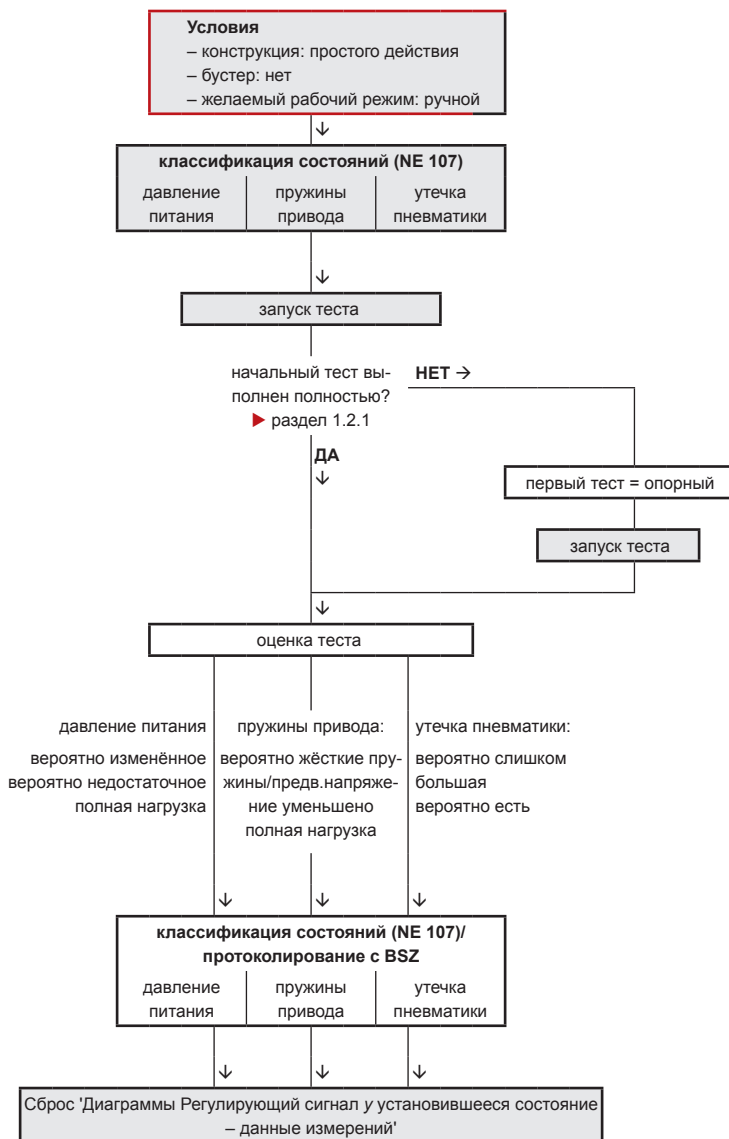 Условия
– конструкция: простого действия
– бустер: нет
– желаемый рабочий режим: ручной
классификация состояний (NE 107)
давление питания
пружины привода
утечка пневматики
запуск теста
начальный тест вы-
полнен полностью?
▶ раздел 1.2.1
НЕТ →
ДА
первый тест = опорный
запуск теста
оценка теста
давление питания
вероятно изменённое
вероятно недостаточное
полная нагрузка
пружины привода:
вероятно жёсткие пру-
жины/предв.напряже-
ние уменьшено
полная нагрузка
утечка пневматики:
вероятно слишком
большая
вероятно есть
классификация состояний (NE 107)/
протоколирование с BSZ
давление
питания
пружины
привода
утечка
пневматики
Сброс 'Диаграммы Регулирующий сигнал y установившееся состояние
– данные измерений'